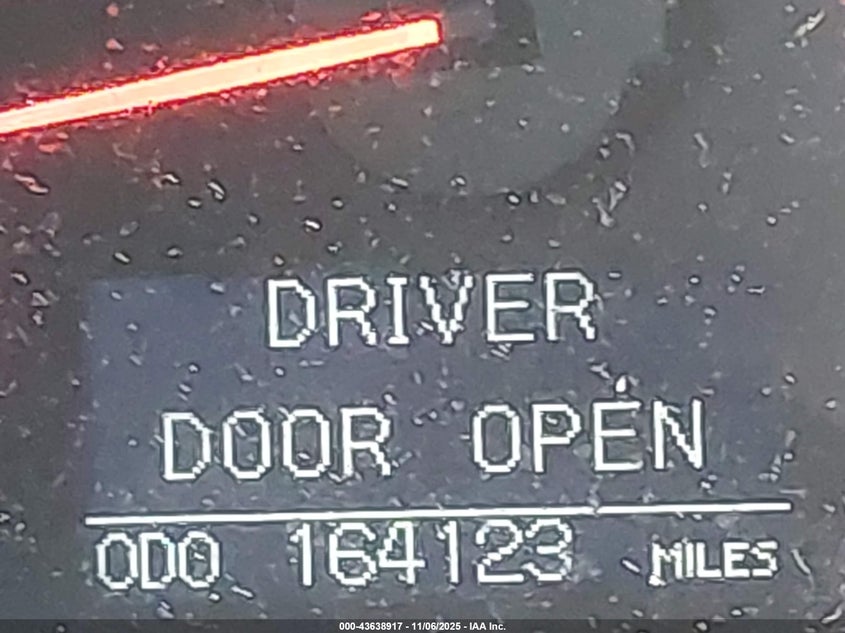 DRIVER
DOOR OPEN
ODO 164123 MILES
000-43638917 - 11/06/2025 - IAA Inc.